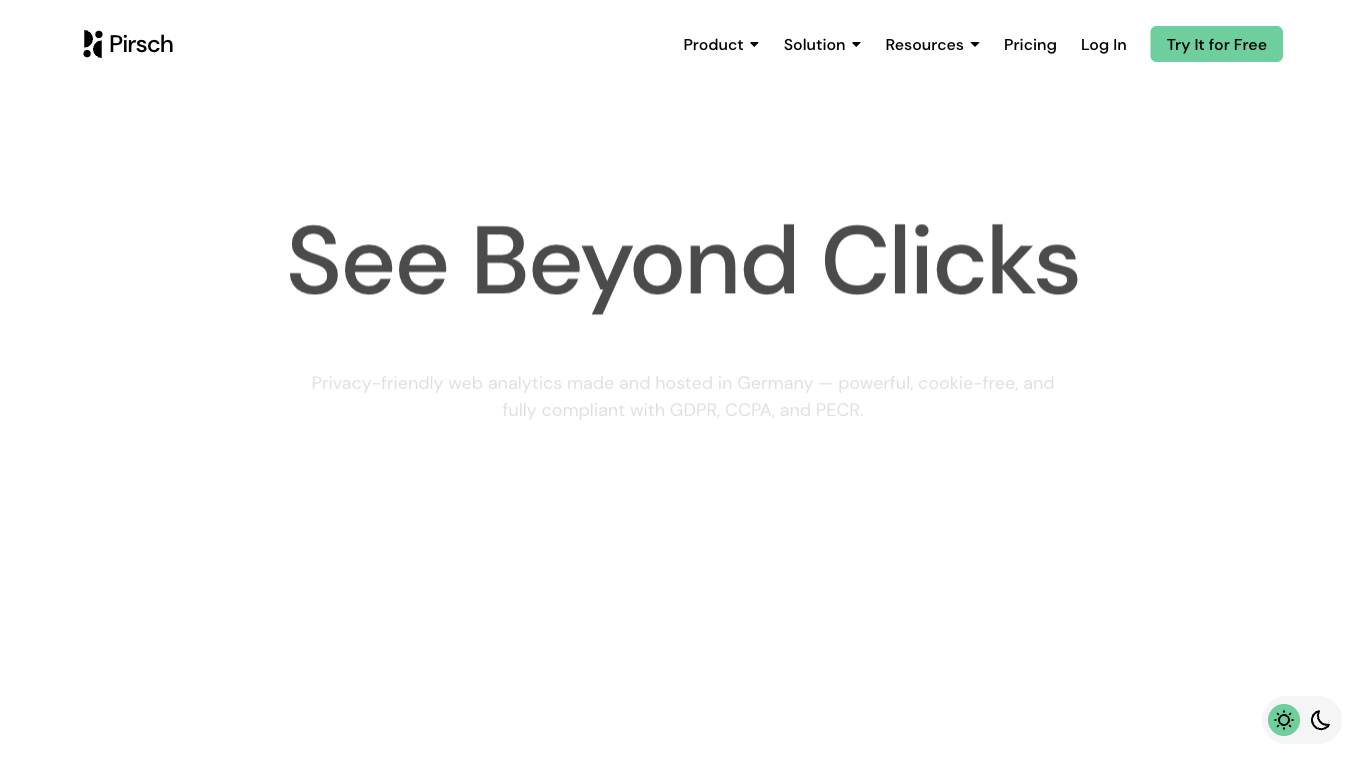 Pirsch
Product
Solution
Resources
Pricing
Log In
Try It for Free
See Beyond Clicks
Privacy-friendly web analytics made and hosted in Germany — powerful, cookie-free, and
fully compliant with GDPR, CCPA, and PECR.